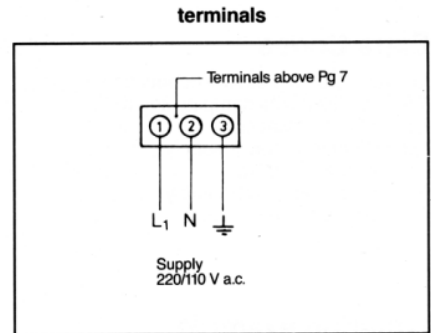 terminals
Terminals above Pg 7
1 2 3
L1 N
Supply
220/110 V a.c.